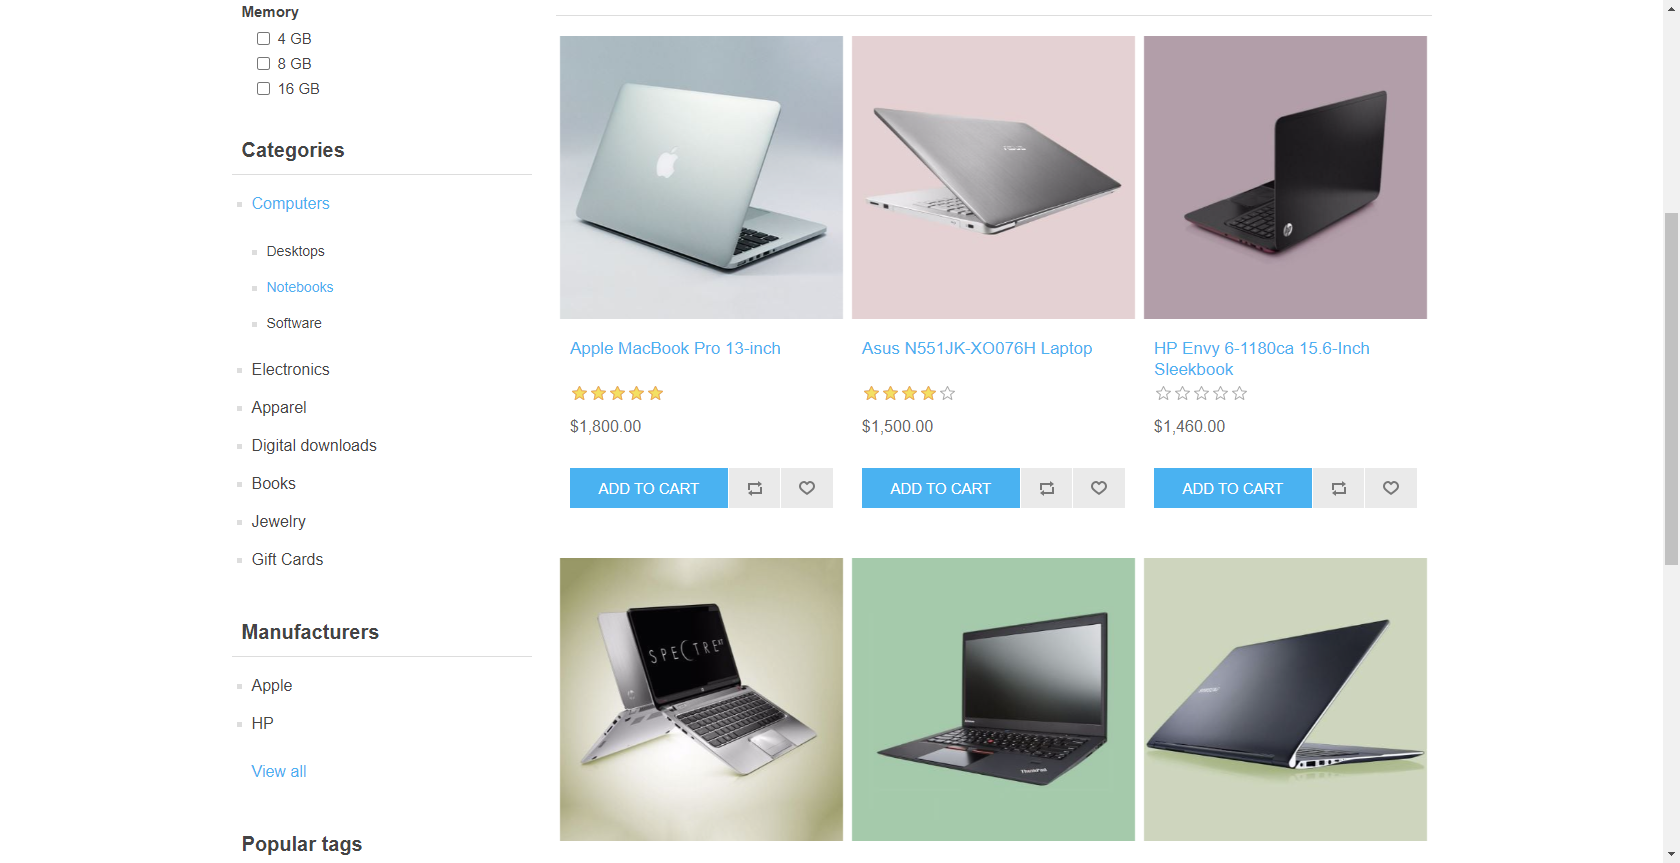 Memory
4 GB
8 GB
16 GB
Categories
Computers
Desktops
Notebooks
Software
Electronics
Apparel
Digital downloads
Books
Jewelry
Gift Cards
Manufacturers
Apple
HP
View all
Popular tags
Apple MacBook Pro 13-inch
$1,800.00
ADD TO CART
Asus N551JK-XO076H Laptop
$1,500.00
ADD TO CART
HP Envy 6-1180ca 15.6-Inch
Sleekbook
$1,460.00
ADD TO CART
hp
SPECTRE XT
ThinkPad